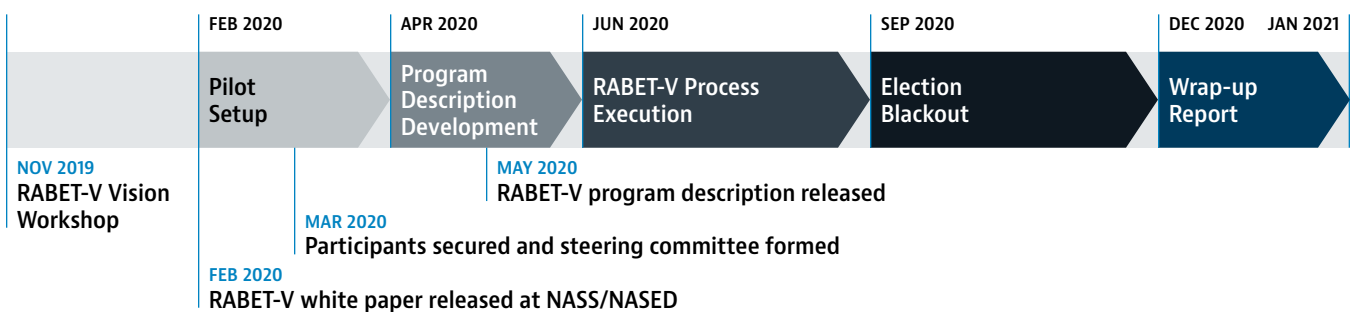 FEB 2020
APR 2020
JUN 2020
SEP 2020
DEC 2020
JAN 2021
Pilot
Setup
Program
Description
Development
RABET-V Process
Execution
Election
Blackout
Wrap-up
Report
NOV 2019
RABET-V Vision
Workshop
MAY 2020
RABET-V program description released
MAR 2020
Participants secured and steering committee formed
FEB 2020
RABET-V white paper released at NASS/NASED